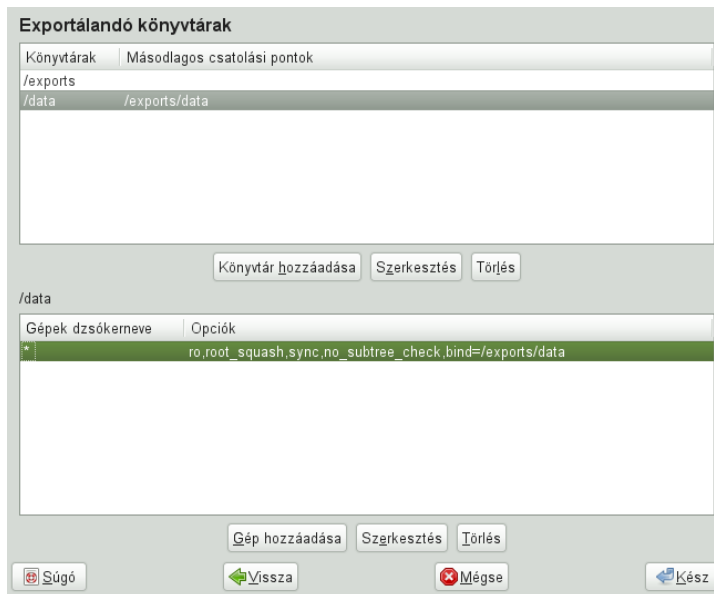 Exportálandó könyvtárak
Könyvtárak Másodlagos csatolási pontok
/exports
/data /exports/data
Könyvtár hozzáadása Szerkesztés Törlés
/data
Gépek dzsókerneve Opciók
* ro,root_squash,sync,no_subtree_check,bind=/exports/data
Gép hozzáadása Szerkesztés Törlés
Súgó Vissza Mégse Kész